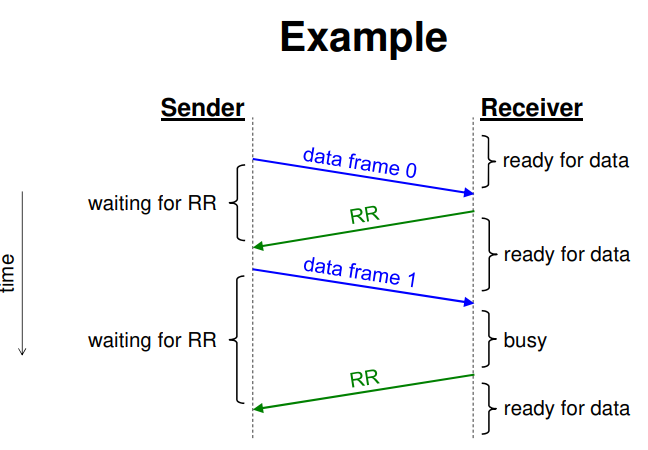 Example
Sender
Receiver
data frame 0
ready for data
waiting for RR
RR
ready for data
time
data frame 1
waiting for RR
busy
RR
ready for data